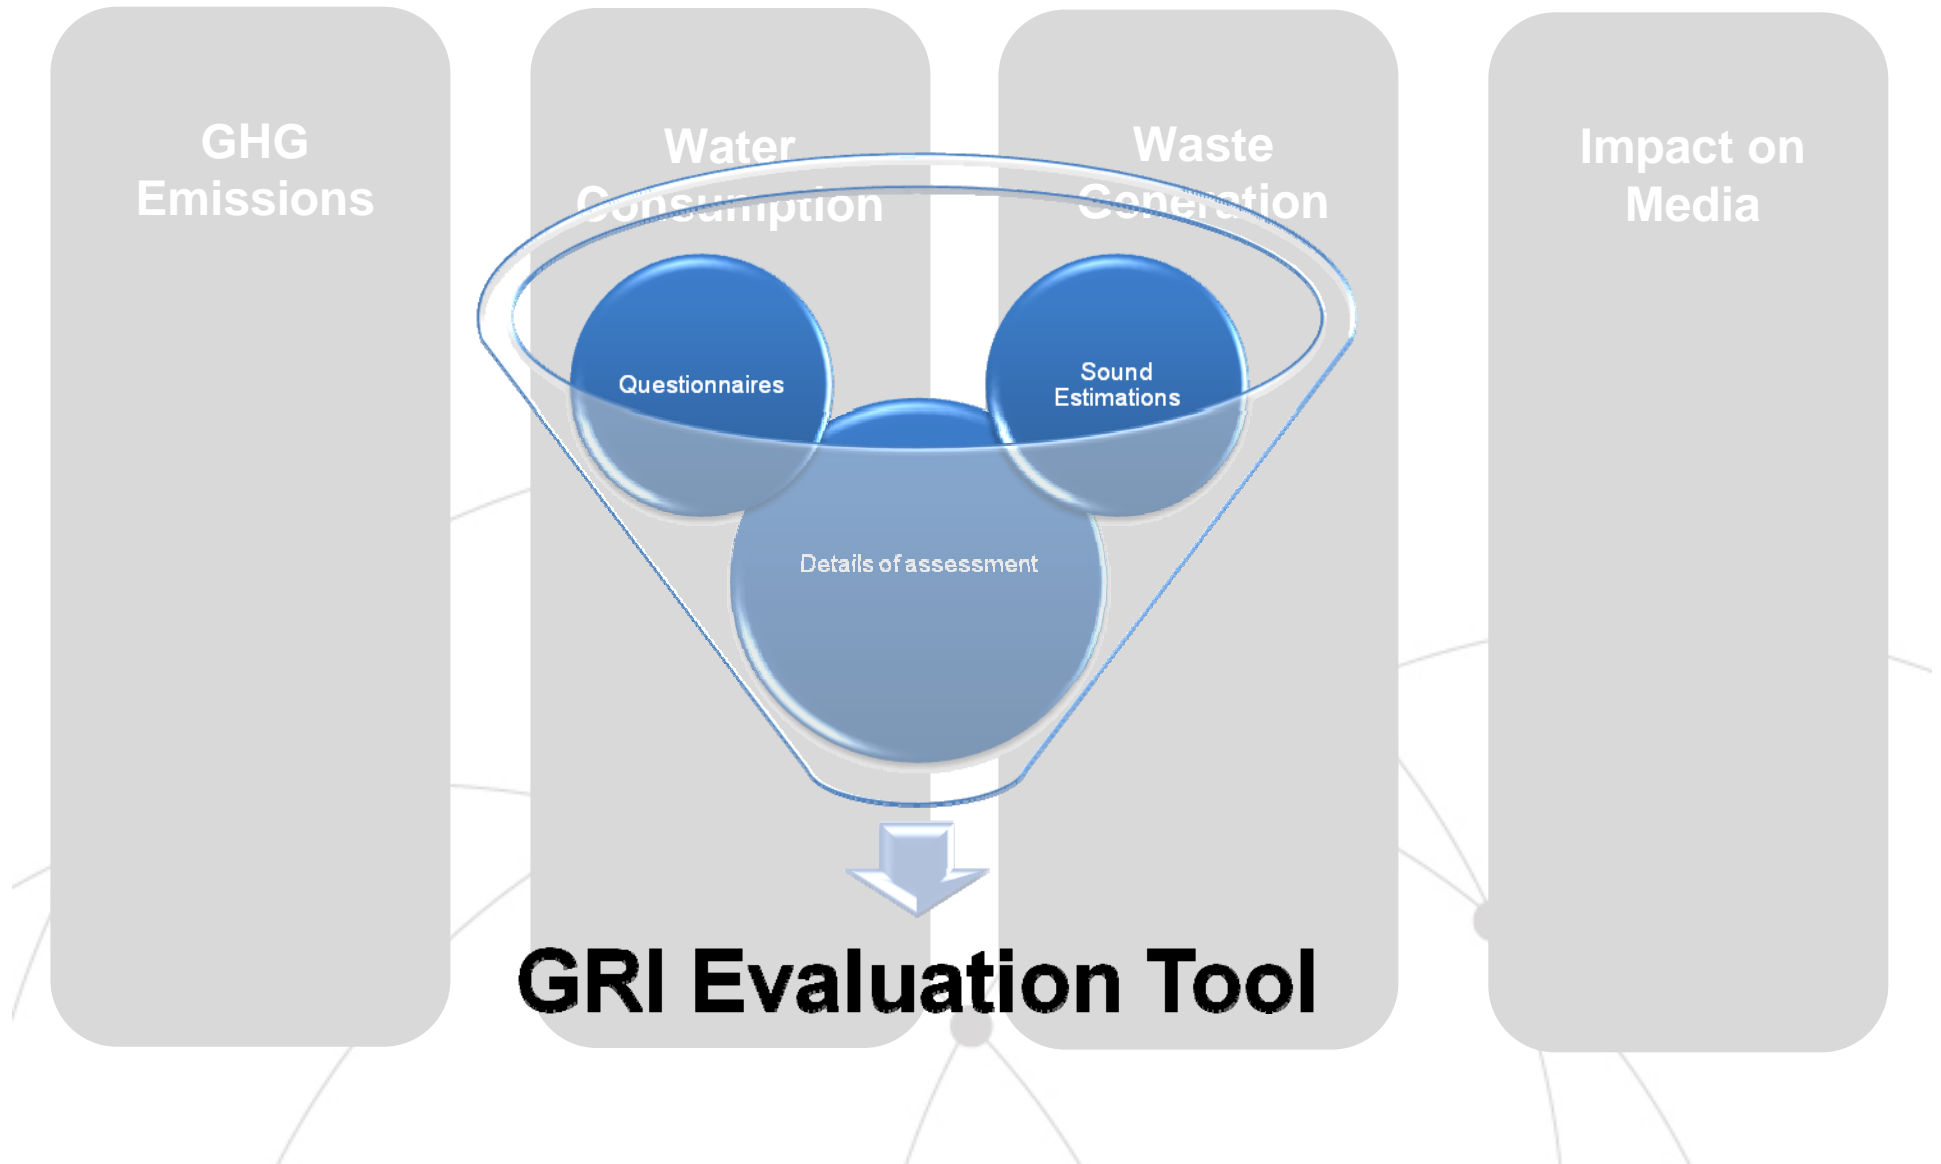 GHG
Emissions
Water
Consumption
Waste
Generation
Impact on
Media
Questionnaires
Sound
Estimations
Details of assessment
GRI Evaluation Tool